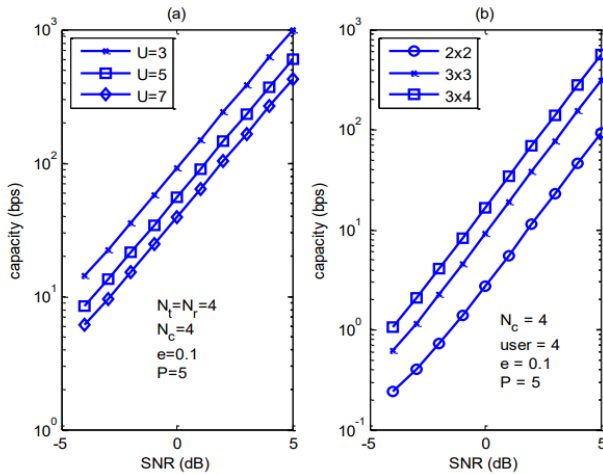 (a)
10³
10²
10¹
10⁰
capacity (bps)
U=3
U=5
U=7
Nₜ=Nᵣ=4
N_c=4
e=0.1
P=5
-5
0
5
SNR (dB)
(b)
10³
10²
10¹
10⁰
10⁻¹
capacity (bps)
2x2
3x3
3x4
N_c = 4
user = 4
e = 0.1
P = 5
-5
0
5
SNR (dB)